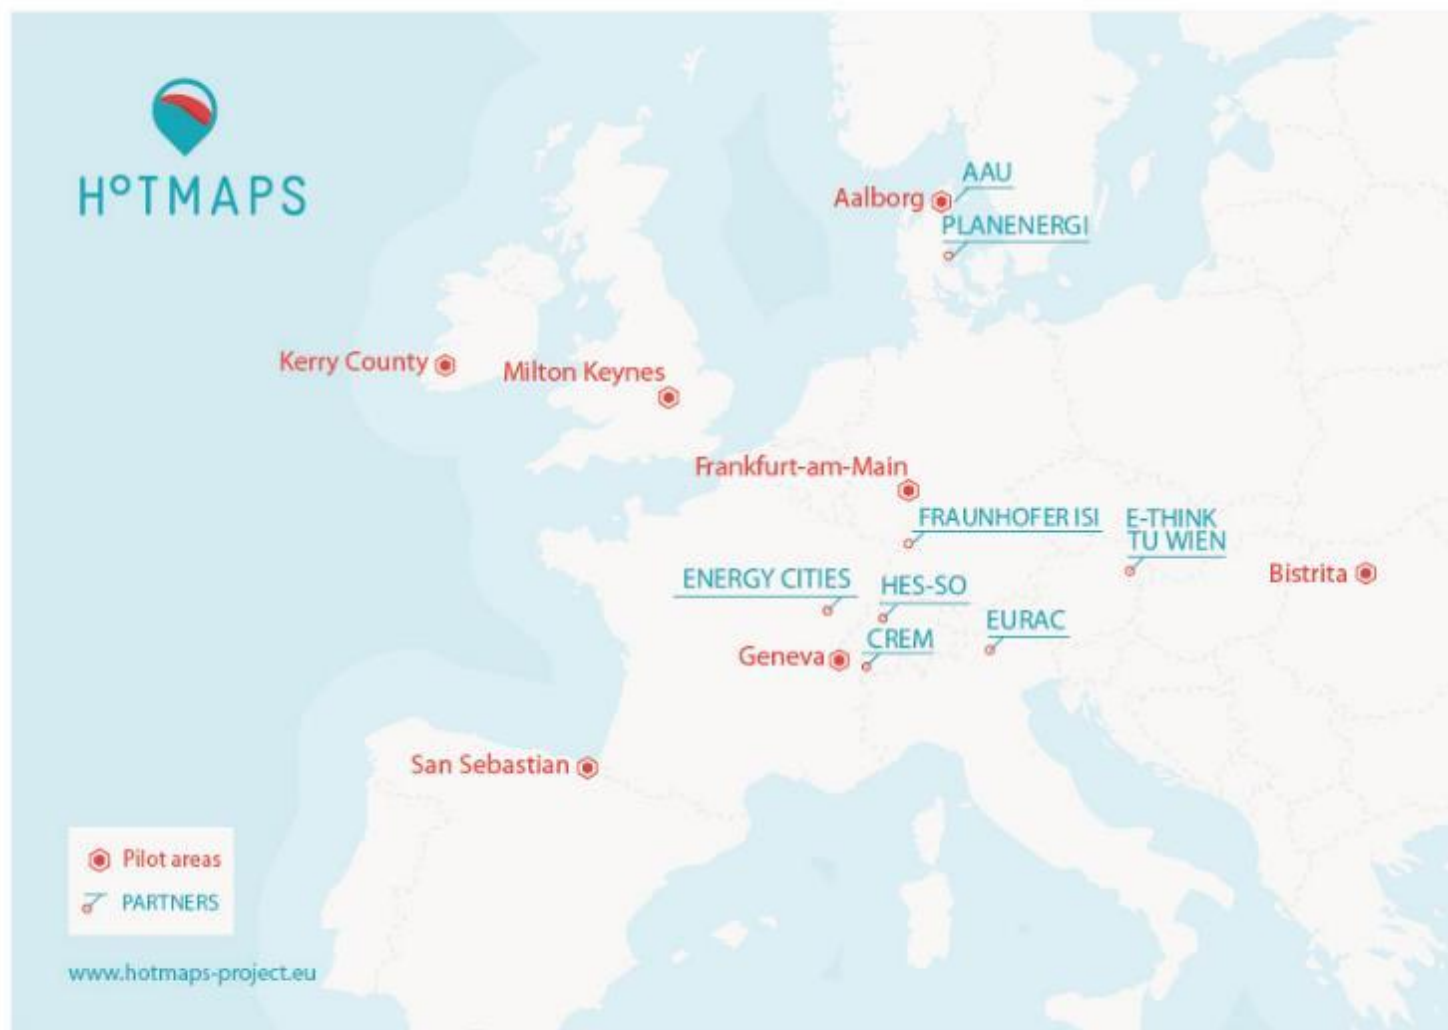 HOTMAPS
AAU
Aalborg
PLANENERGI
Kerry County
Milton Keynes
Frankfurt-am-Main
FRAUNHOFER ISI
E-THINK
TU WIEN
Bistrita
ENERGY CITIES
HES-SO
EURAC
CREM
Geneva
San Sebastian
Pilot areas
PARTNERS
www.hotmaps-project.eu